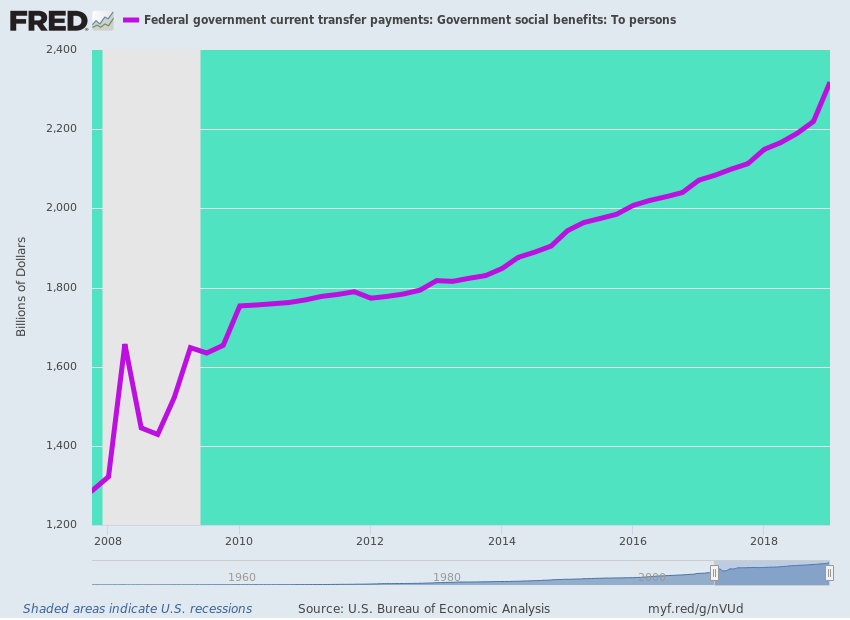 FRED
Federal government current transfer payments: Government social benefits: To persons
Billions of Dollars
2,400
2,200
2,000
1,800
1,600
1,400
1,200
2008 2010 2012 2014 2016 2018
1960 1980 2000
Shaded areas indicate U.S. recessions Source: U.S. Bureau of Economic Analysis myf.red/g/nVUd